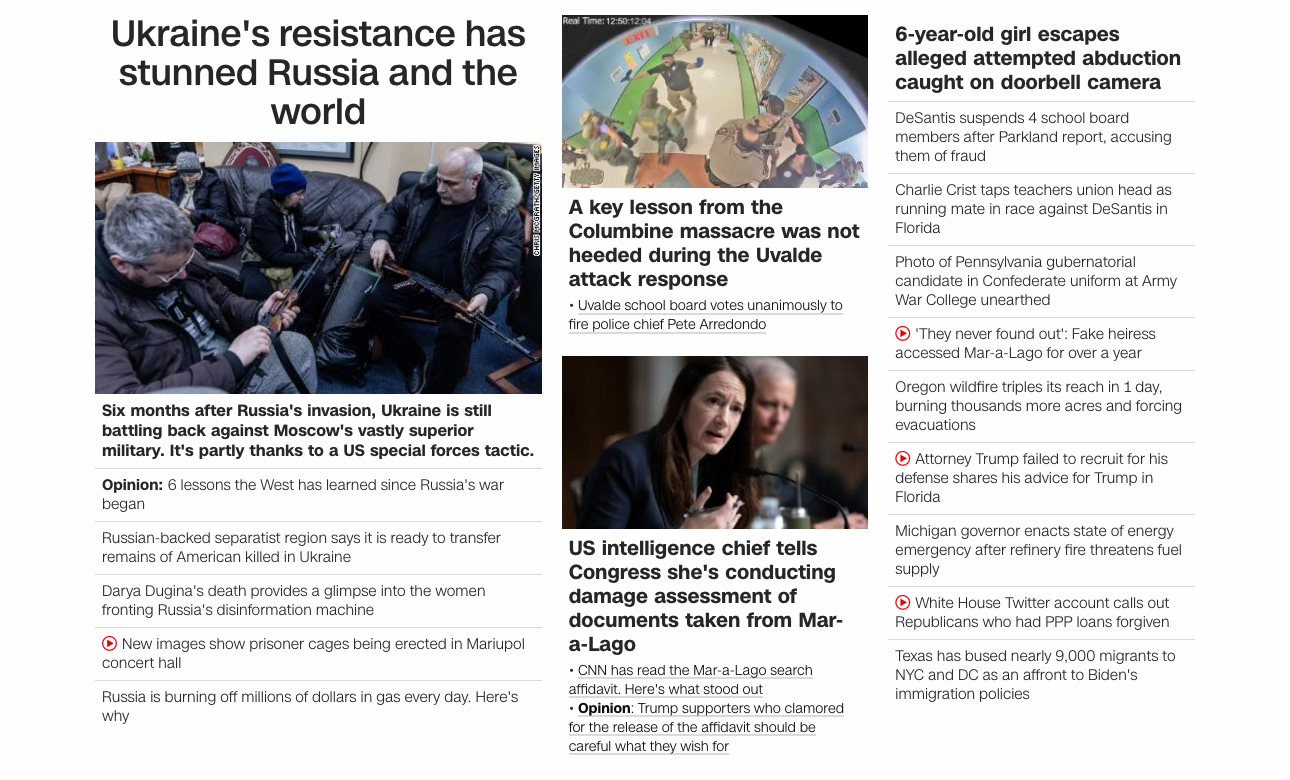 Ukraine's resistance has
stunned Russia and the
world
CHRIS MCGRATH/GETTY IMAGES
Six months after Russia's invasion, Ukraine is still
battling back against Moscow's vastly superior
military. It's partly thanks to a US special forces tactic.
Opinion: 6 lessons the West has learned since Russia's war
began
Russian-backed separatist region says it is ready to transfer
remains of American killed in Ukraine
Darya Dugina's death provides a glimpse into the women
fronting Russia's disinformation machine
New images show prisoner cages being erected in Mariupol
concert hall
Russia is burning off millions of dollars in gas every day. Here's
why
Real Time: 12:50:12:04
EXIT
A key lesson from the
Columbine massacre was not
heeded during the Uvalde
attack response
• Uvalde school board votes unanimously to
fire police chief Pete Arredondo
US intelligence chief tells
Congress she's conducting
damage assessment of
documents taken from Mar-
a-Lago
• CNN has read the Mar-a-Lago search
affidavit. Here's what stood out
• Opinion: Trump supporters who clamored
for the release of the affidavit should be
careful what they wish for
6-year-old girl escapes
alleged attempted abduction
caught on doorbell camera
DeSantis suspends 4 school board
members after Parkland report, accusing
them of fraud
Charlie Crist taps teachers union head as
running mate in race against DeSantis in
Florida
Photo of Pennsylvania gubernatorial
candidate in Confederate uniform at Army
War College unearthed
'They never found out': Fake heiress
accessed Mar-a-Lago for over a year
Oregon wildfire triples its reach in 1 day,
burning thousands more acres and forcing
evacuations
Attorney Trump failed to recruit for his
defense shares his advice for Trump in
Florida
Michigan governor enacts state of energy
emergency after refinery fire threatens fuel
supply
White House Twitter account calls out
Republicans who had PPP loans forgiven
Texas has bused nearly 9,000 migrants to
NYC and DC as an affront to Biden's
immigration policies